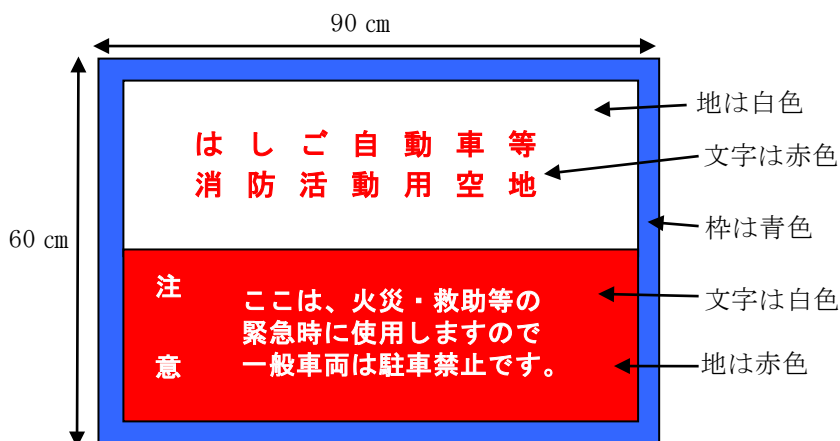 90 cm
60 cm
はしご自動車等
消防活動用空地
注意
ここは、火災・救助等の
緊急時に使用しますので
一般車両は駐車禁止です。
地は白色
文字は赤色
枠は青色
文字は白色
地は赤色